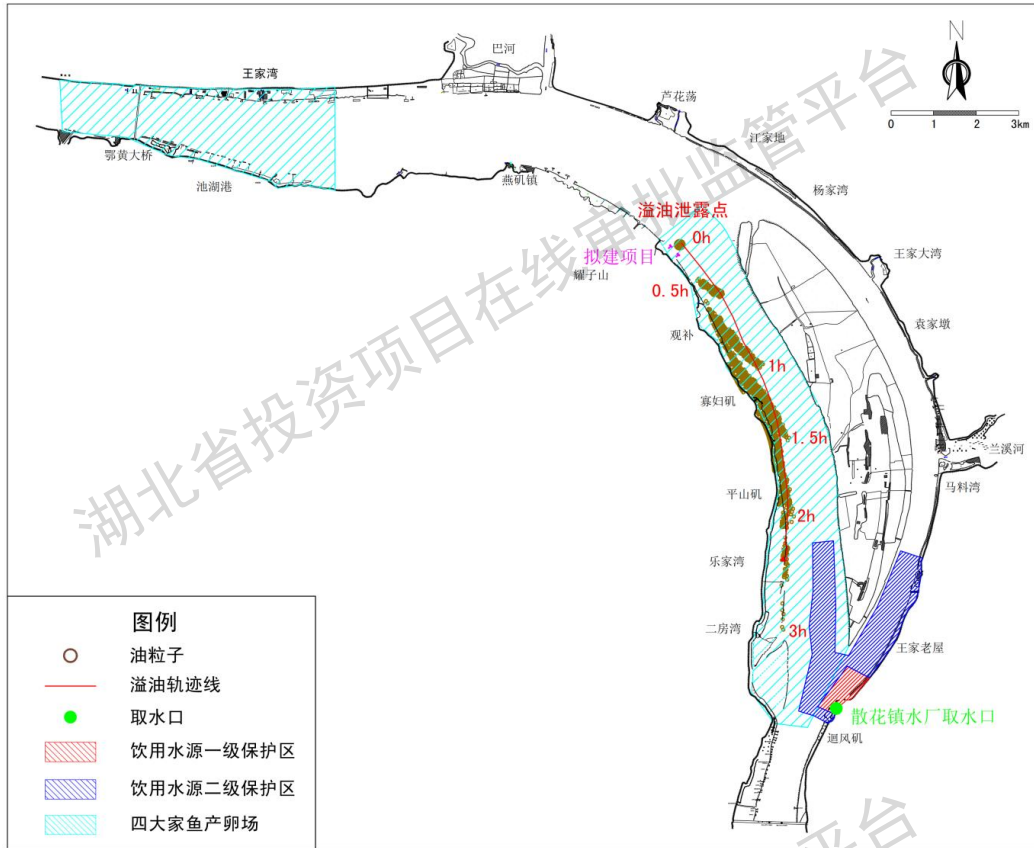 N
0 1 2 3km
巴河
王家湾
芦花荡
江家地
鄂黄大桥
池湖港
燕矶镇
杨家湾
溢油泄露点
0h
拟建项目
王家大湾
耀子山
0.5h
袁家墩
观补
1h
寡妇矶
1.5h
兰溪河
马料湾
平山矶
2h
乐家湾
二房湾
3h
王家老屋
散花镇水厂取水口
迴风矶
图例
油粒子
溢油轨迹线
取水口
饮用水源一级保护区
饮用水源二级保护区
四大家鱼产卵场
湖北省投资项目在线审批监管平台
平台